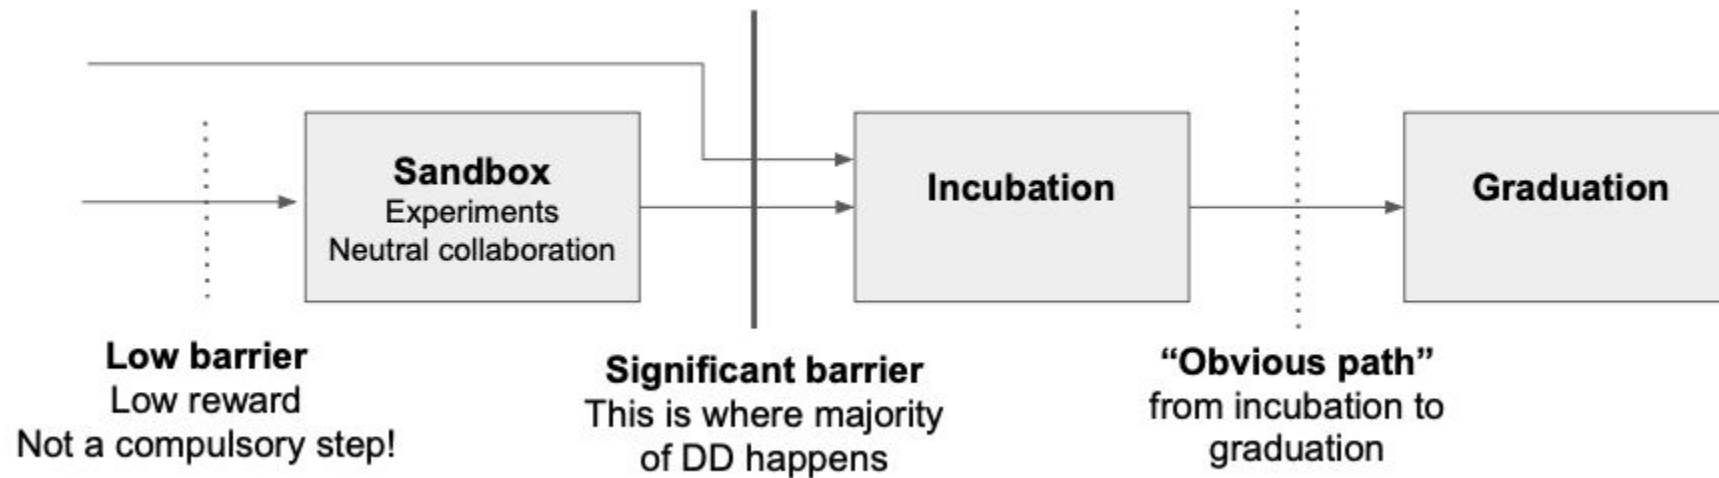 Sandbox
Experiments
Neutral collaboration
Incubation
Graduation
Low barrier
Low reward
Not a compulsory step!
Significant barrier
This is where majority
of DD happens
“Obvious path”
from incubation to
graduation